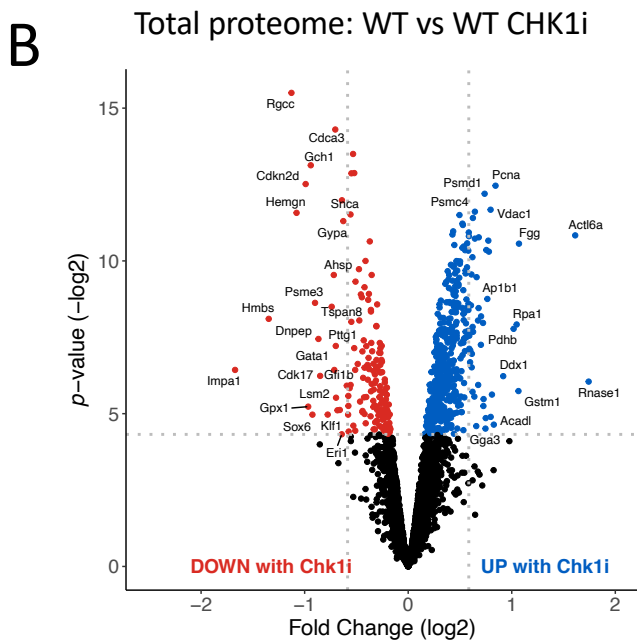 B
Total proteome: WT vs WT CHK1i
p-value (−log2)
15
10
5
0
Rgcc
Cdca3
Gch1
Cdkn2d
Hemgn
Snca
Gypa
Ahsp
Psme3
Tspan8
Hmbs
Dnpep
Pttg1
Gata1
Impa1
Cdk17
Gfi1b
Lsm2
Gpx1
Sox6
Klf1
Eri1
Pcna
Psmd1
Psmc4
Vdac1
Actl6a
Fgg
Ap1b1
Rpa1
Pdhb
Ddx1
Rnase1
Gstm1
Acadl
Gga3
DOWN with Chk1i
UP with Chk1i
−2
−1
0
1
2
Fold Change (log2)